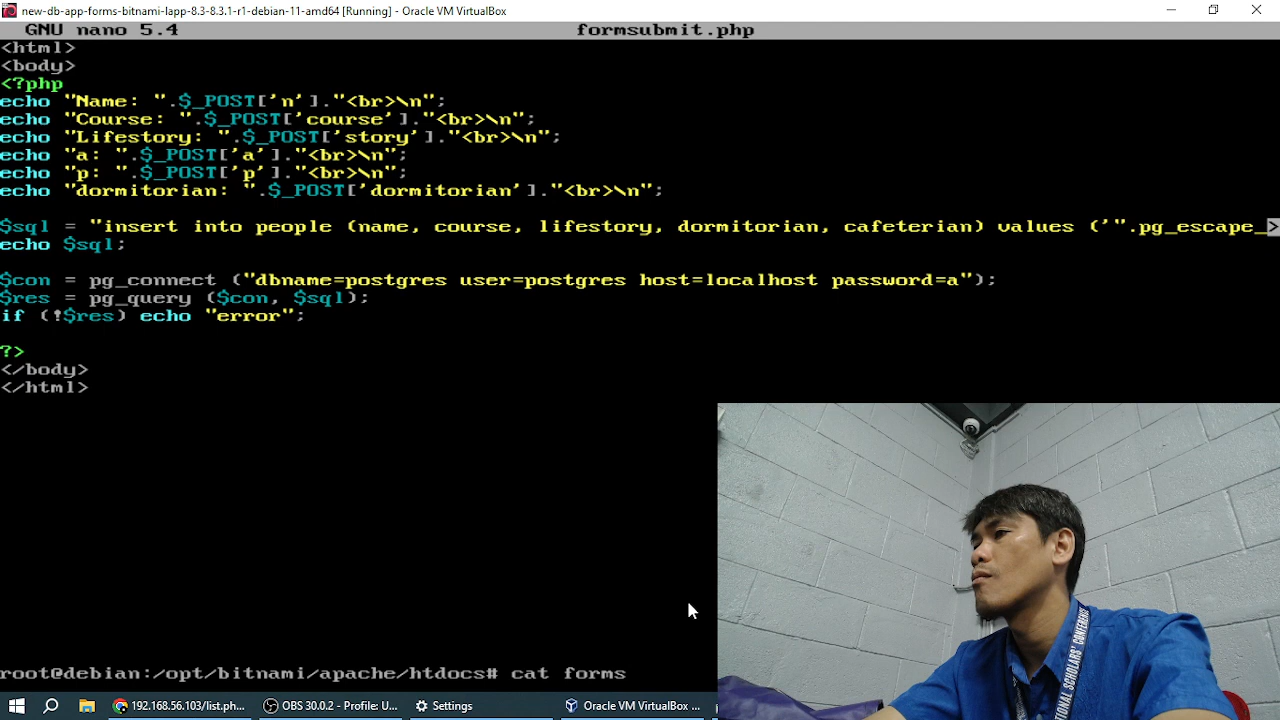 new-db-app-forms-bitnami-lapp-8.3-8.3.1-r1-debian-11-amd64 [Running] - Oracle VM VirtualBox
GNU nano 5.4 formsubmit.php
<html>
<body>
<?php
echo "Name: ".$_POST['n']."<br>\n";
echo "Course: ".$_POST['course']."<br>\n";
echo "Lifestory: ".$_POST['story']."<br>\n";
echo "a: ".$_POST['a']."<br>\n";
echo "p: ".$_POST['p']."<br>\n";
echo "dormitorian: ".$_POST['dormitorian']."<br>\n";
$sql = "insert into people (name, course, lifestory, dormitorian, cafeterian) values ('".pg_escape_>
echo $sql;
$con = pg_connect ("dbname=postgres user=postgres host=localhost password=a");
$res = pg_query ($con, $sql);
if (!$res) echo "error";
?>
</body>
</html>
root@debian:/opt/bitnami/apache/htdocs# cat forms
192.168.56.103/list.ph... OBS 30.0.2 - Profile: U... Settings Oracle VM VirtualBox ...